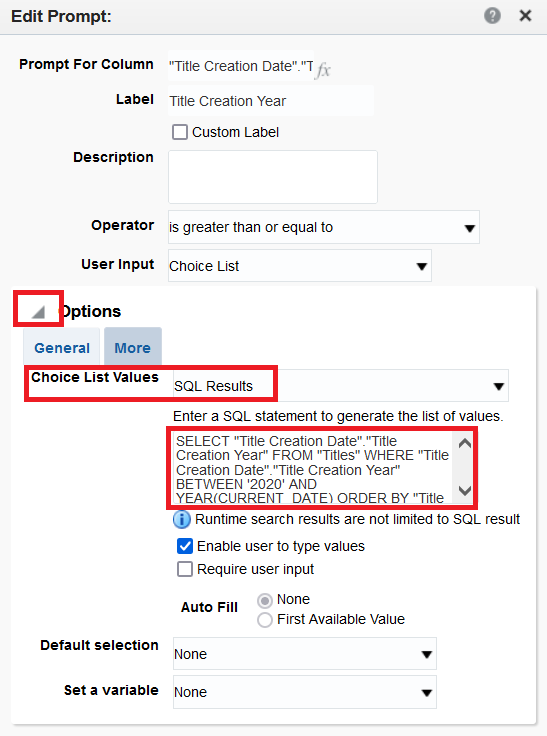 Edit Prompt:
Prompt For Column "Title Creation Date"."T fx
Label Title Creation Year
Custom Label
Description
Operator is greater than or equal to
User Input Choice List
Options
General More
Choice List Values SQL Results
Enter a SQL statement to generate the list of values.
SELECT "Title Creation Date"."Title
Creation Year" FROM "Titles" WHERE "Title
Creation Date"."Title Creation Year"
BETWEEN '2020' AND
YEAR(CURRENT_DATE) ORDER BY "Title
Runtime search results are not limited to SQL result
Enable user to type values
Require user input
Auto Fill None
First Available Value
Default selection None
Set a variable None